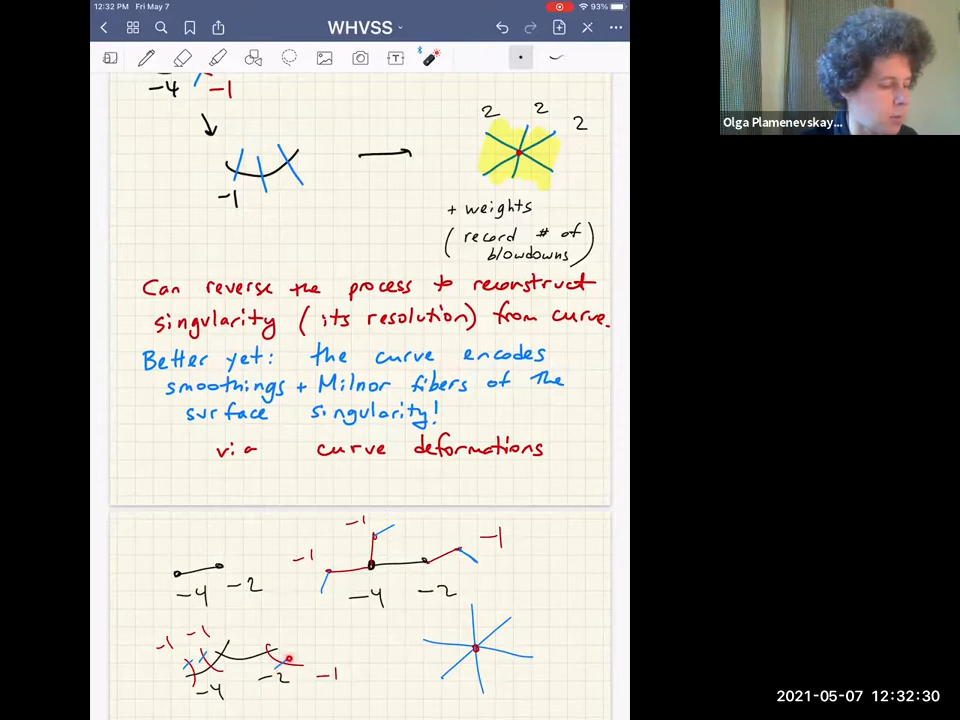 12:32 PM Fri May 7
93%
WHVSS
T
-4
-1
2 2 2
-1
+ weights
( record # of
blowdowns )
Can reverse the process to reconstruct
singularity ( its resolution) from curve.
Better yet: the curve encodes
smoothings + Milnor fibers of the
surface singularity!
via curve deformations
-1
-1
-1
-4 -2
-4 -2
-1 -1
-4
-2
-1
Olga Plamenevskay...
2021-05-07 12:32:30